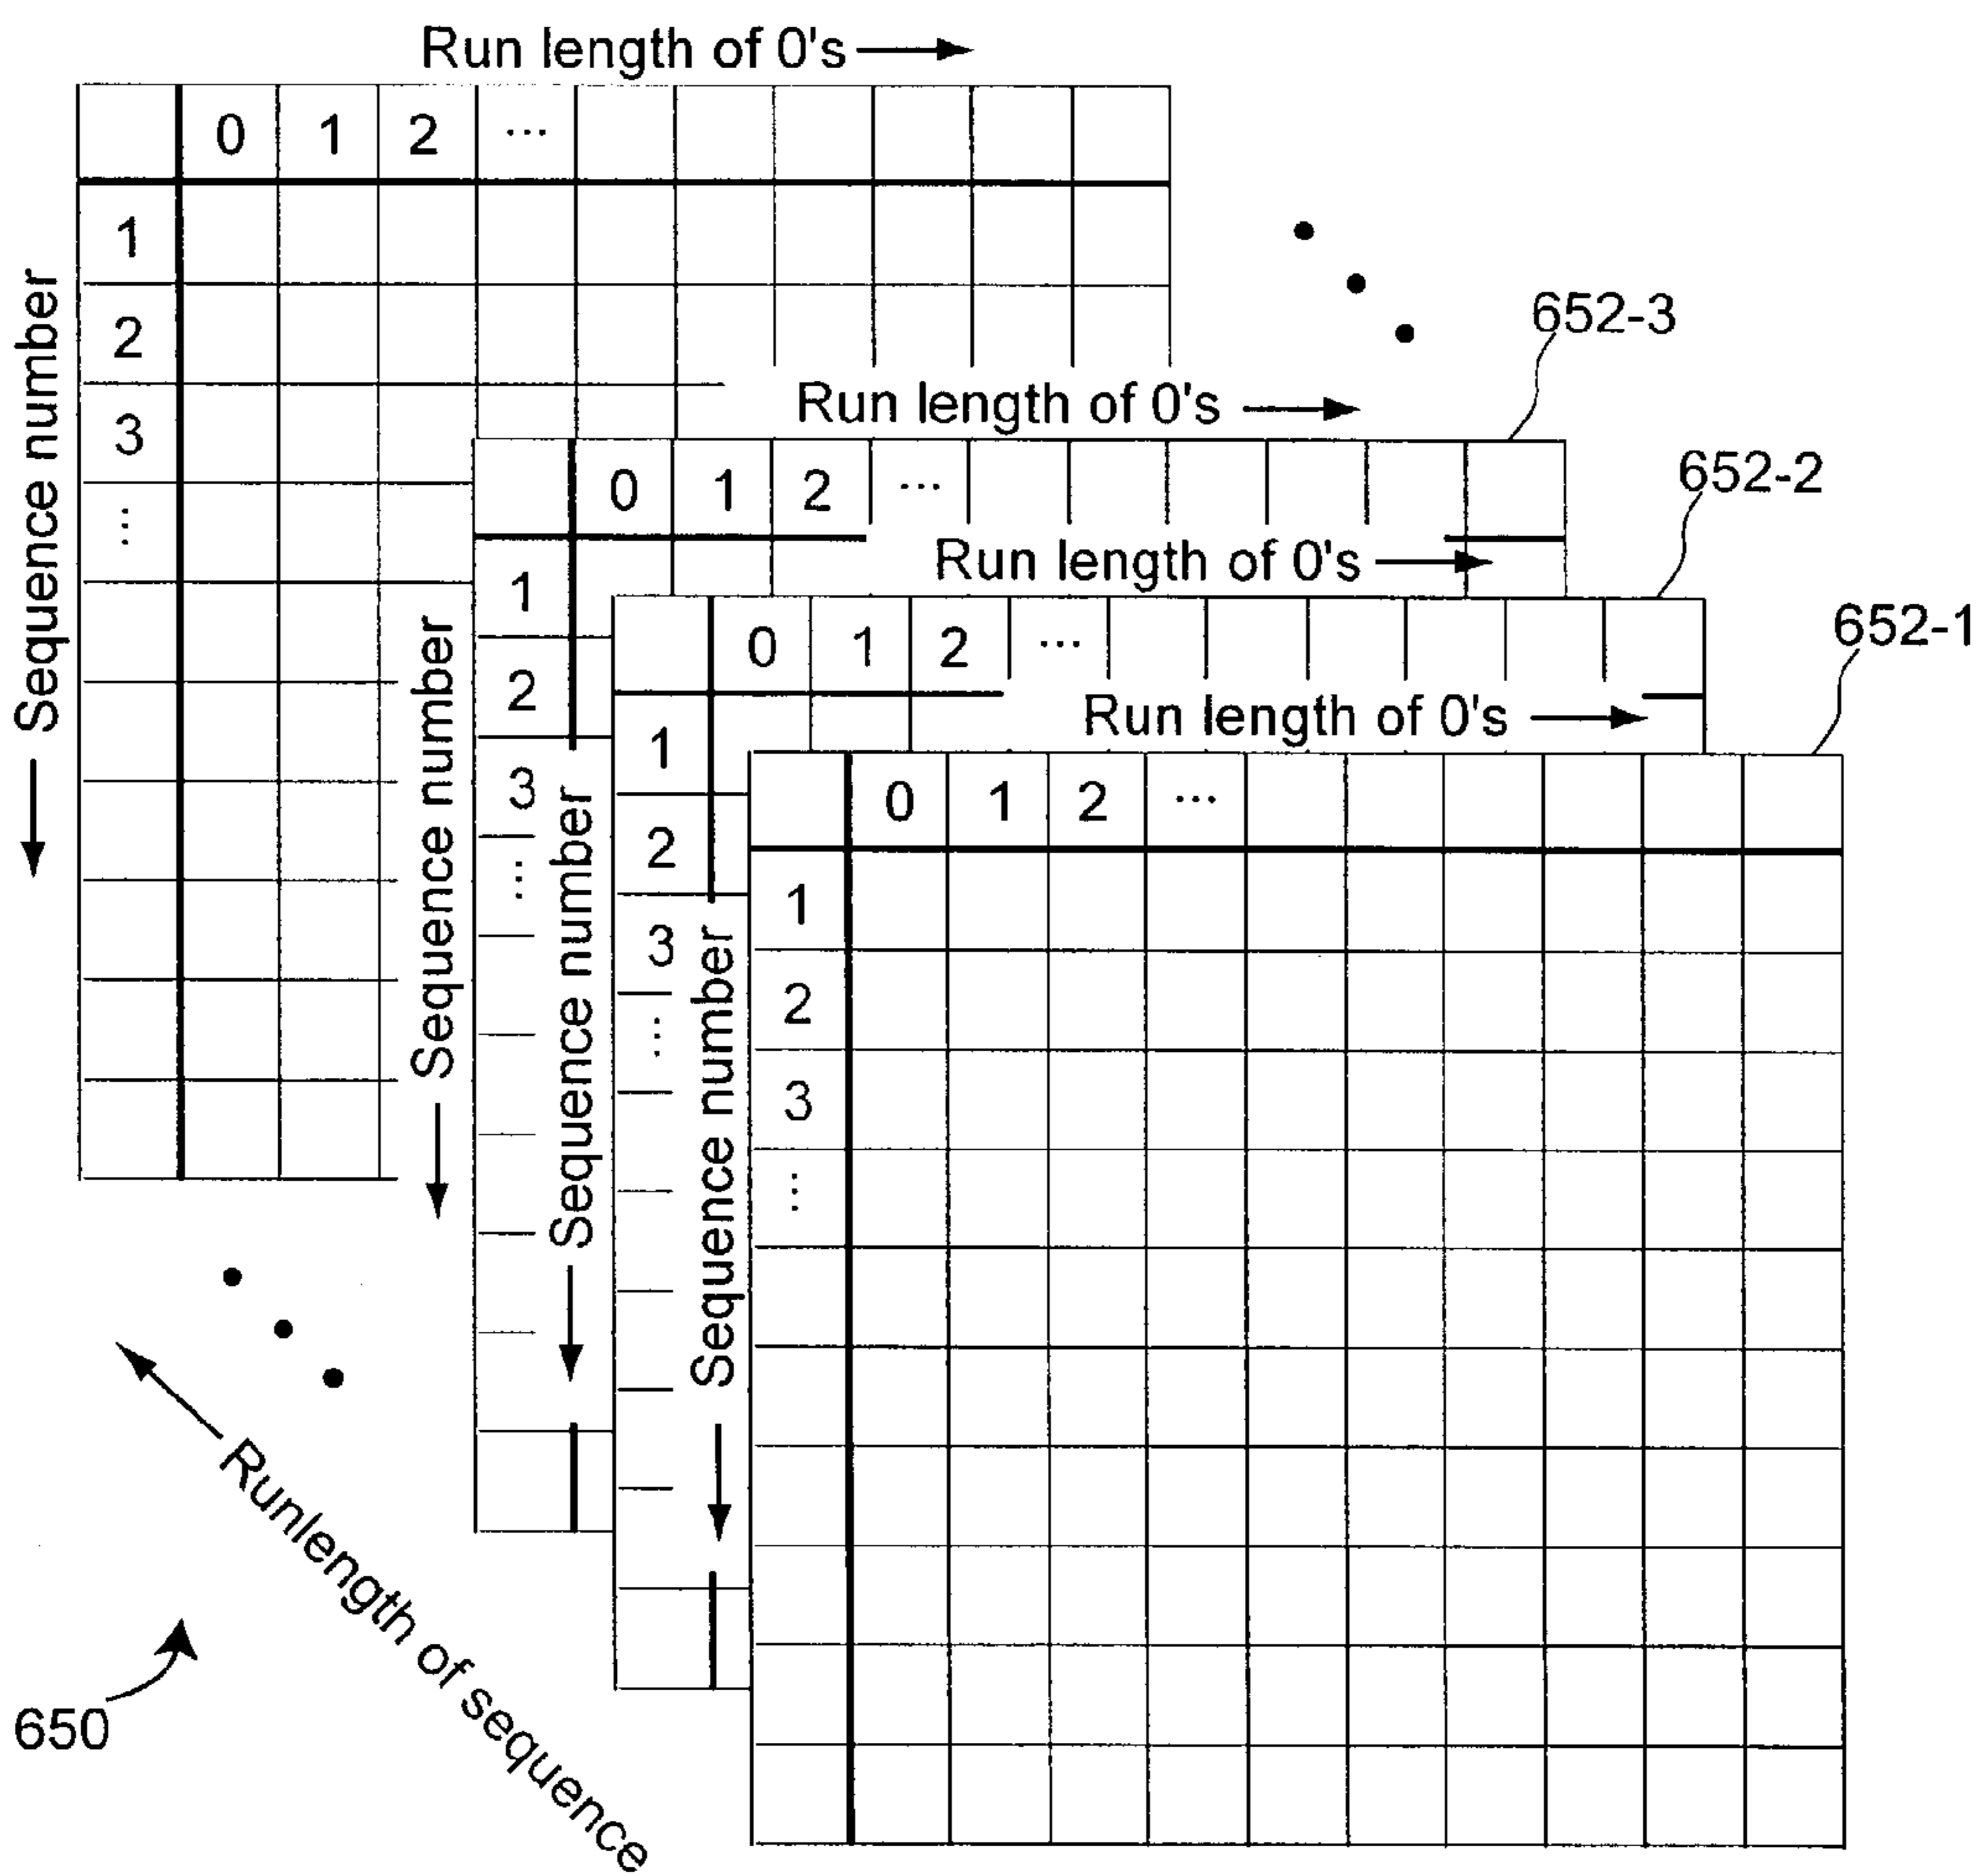 Run length of 0's
0 1 2 ...
1
2
3
...
Sequence number
652-3
Run length of 0's
0 1 2 ...
1
2
3
...
Sequence number
652-2
Run length of 0's
0 1 2 ...
1
2
3
...
Sequence number
652-1
Run length of 0's
0 1 2 ...
1
2
3
...
Sequence number
Runlength of sequence
650